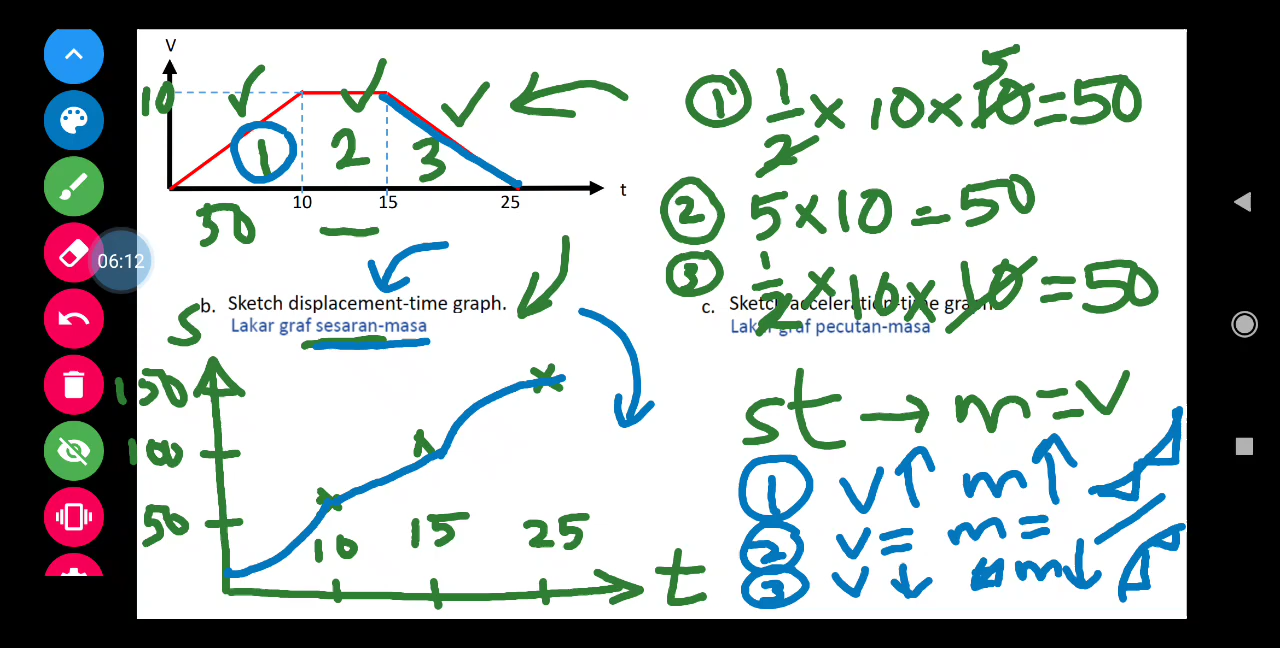 V
10
1
2
3
t
10 15 25
50
① 1/2 × 10 × 10 = 50
5
② 5 × 10 = 50
③ 1/2 × 10 × 10 = 50
06:12
b. Sketch displacement-time graph.
Lakar graf sesaran-masa
c. Sketch acceleration-time graph.
Lakar graf pecutan-masa
S
150
100
50
10 15 25
t
st → m = v
① v↑ m↑
② v= m=
③ v↓ m↓